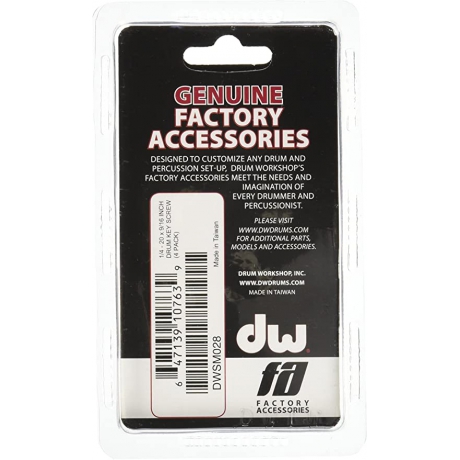 GENUINE
FACTORY
ACCESSORIES
DESIGNED TO CUSTOMIZE ANY DRUM AND
PERCUSSION SET-UP, DRUM WORKSHOP'S
FACTORY ACCESSORIES MEET THE NEEDS AND
IMAGINATION OF
EVERY DRUMMER AND
PERCUSSIONIST.
PLEASE VISIT
WWW.DWDRUMS.COM
FOR ADDITIONAL PARTS,
MODELS AND ACCESSORIES.
DRUM WORKSHOP, INC.
WWW.DWDRUMS.COM
MADE IN TAIWAN
1/4 - 20 x 9/16 INCH
DRUM KEY SCREW
(4 PACK)
Made in Taiwan
6 47139 10763 9
DWSM028
dw.
fa
FACTORY
ACCESSORIES